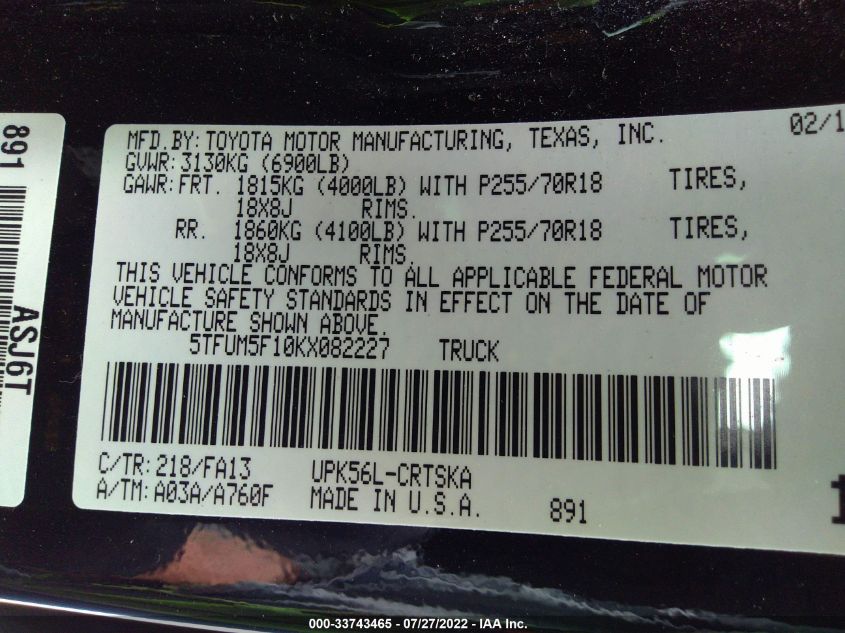 891
ASJ6T
MFD.BY:TOYOTA MOTOR MANUFACTURING, TEXAS, INC. 02/1
GVWR:3130KG (6900LB)
GAWR:FRT. 1815KG (4000LB) WITH P255/70R18 TIRES,
18X8J RIMS.
RR. 1860KG (4100LB) WITH P255/70R18 TIRES,
18X8J RIMS.
THIS VEHICLE CONFORMS TO ALL APPLICABLE FEDERAL MOTOR
VEHICLE SAFETY STANDARDS IN EFFECT ON THE DATE OF
MANUFACTURE SHOWN ABOVE.
5TFUM5F10KX082227 TRUCK
C/TR:218/FA13 UPK56L-CRTSKA
A/TM:A03A/A760F MADE IN U.S.A. 891
000-33743465 - 07/27/2022 - IAA Inc.